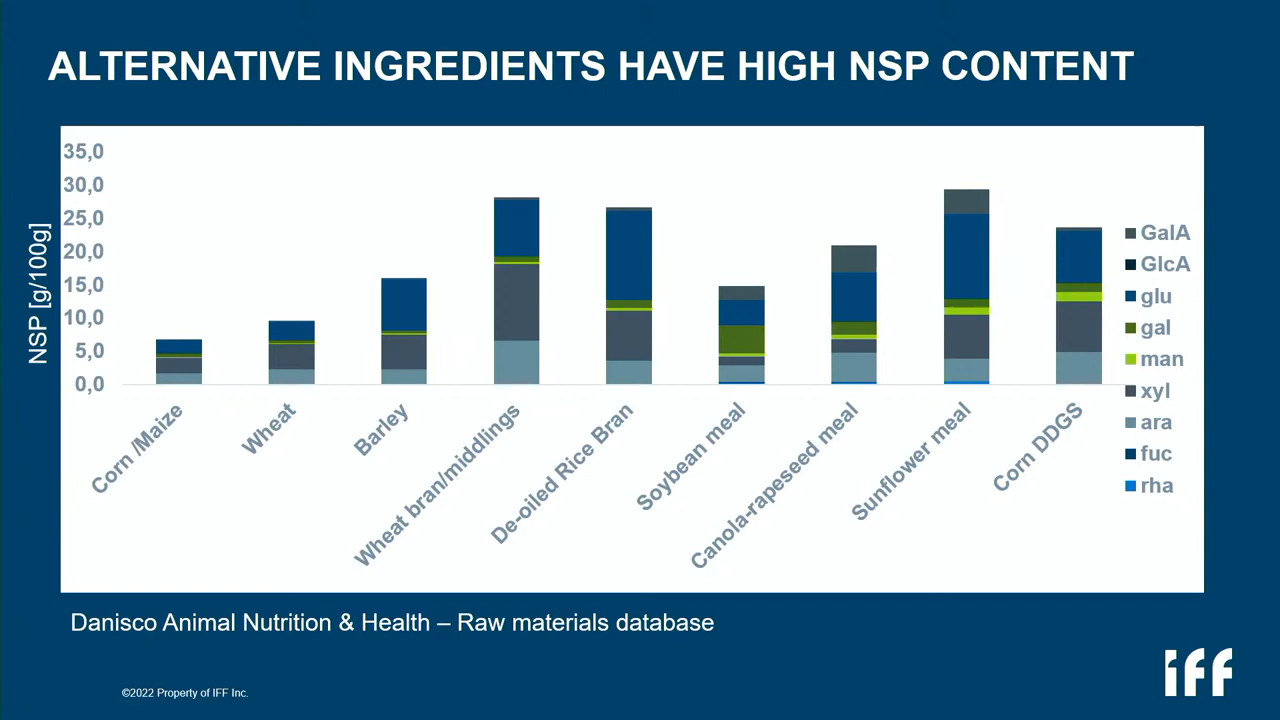 ALTERNATIVE INGREDIENTS HAVE HIGH NSP CONTENT
NSP [g/100g]
35,0
30,0
25,0
20,0
15,0
10,0
5,0
0,0
Corn /Maize
Wheat
Barley
Wheat bran/middlings
De-oiled Rice Bran
Soybean meal
Canola-rapeseed meal
Sunflower meal
Corn DDGS
GalA
GlcA
glu
gal
man
xyl
ara
fuc
rha
Danisco Animal Nutrition & Health – Raw materials database
©2022 Property of IFF Inc.
iff